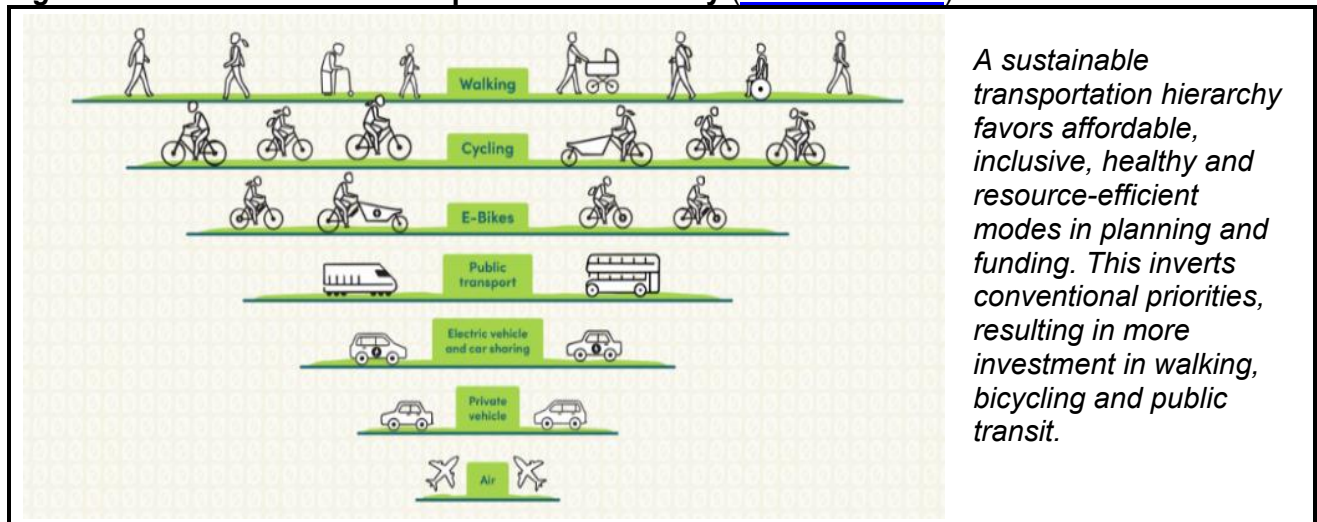 Walking
Cycling
E-Bikes
Public
transport
Electric vehicle
and car sharing
Private
vehicle
Air
A sustainable
transportation hierarchy
favors affordable,
inclusive, healthy and
resource-efficient
modes in planning and
funding. This inverts
conventional priorities,
resulting in more
investment in walking,
bicycling and public
transit.